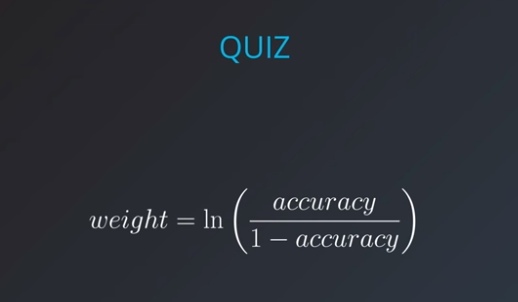 QUIZ
weight = ln(accuracy / 1 − accuracy)